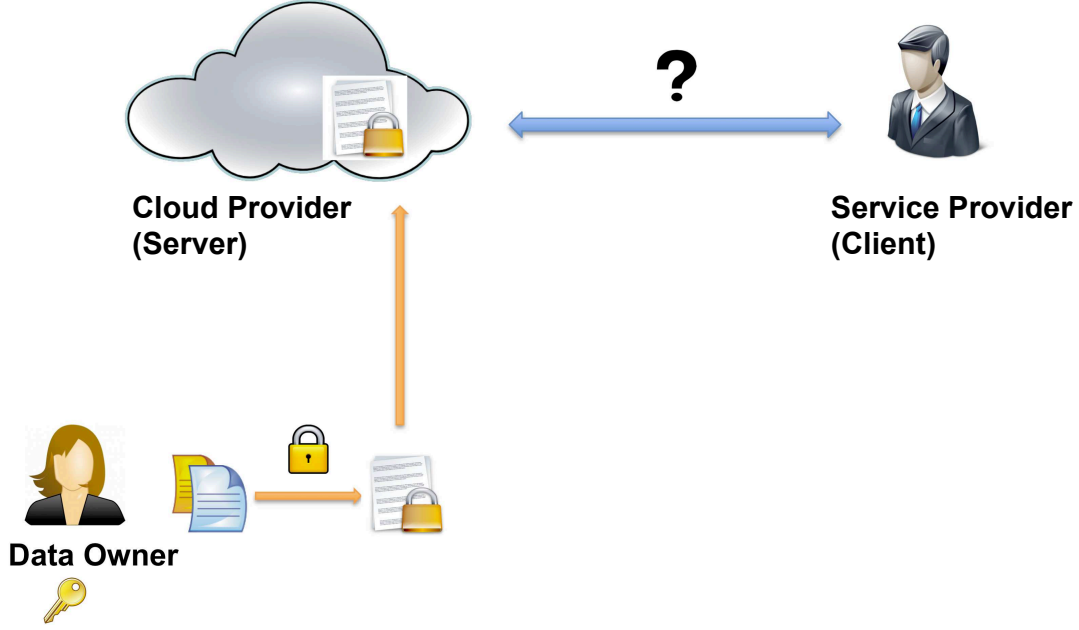 ?
Cloud Provider
(Server)
Service Provider
(Client)
Data Owner